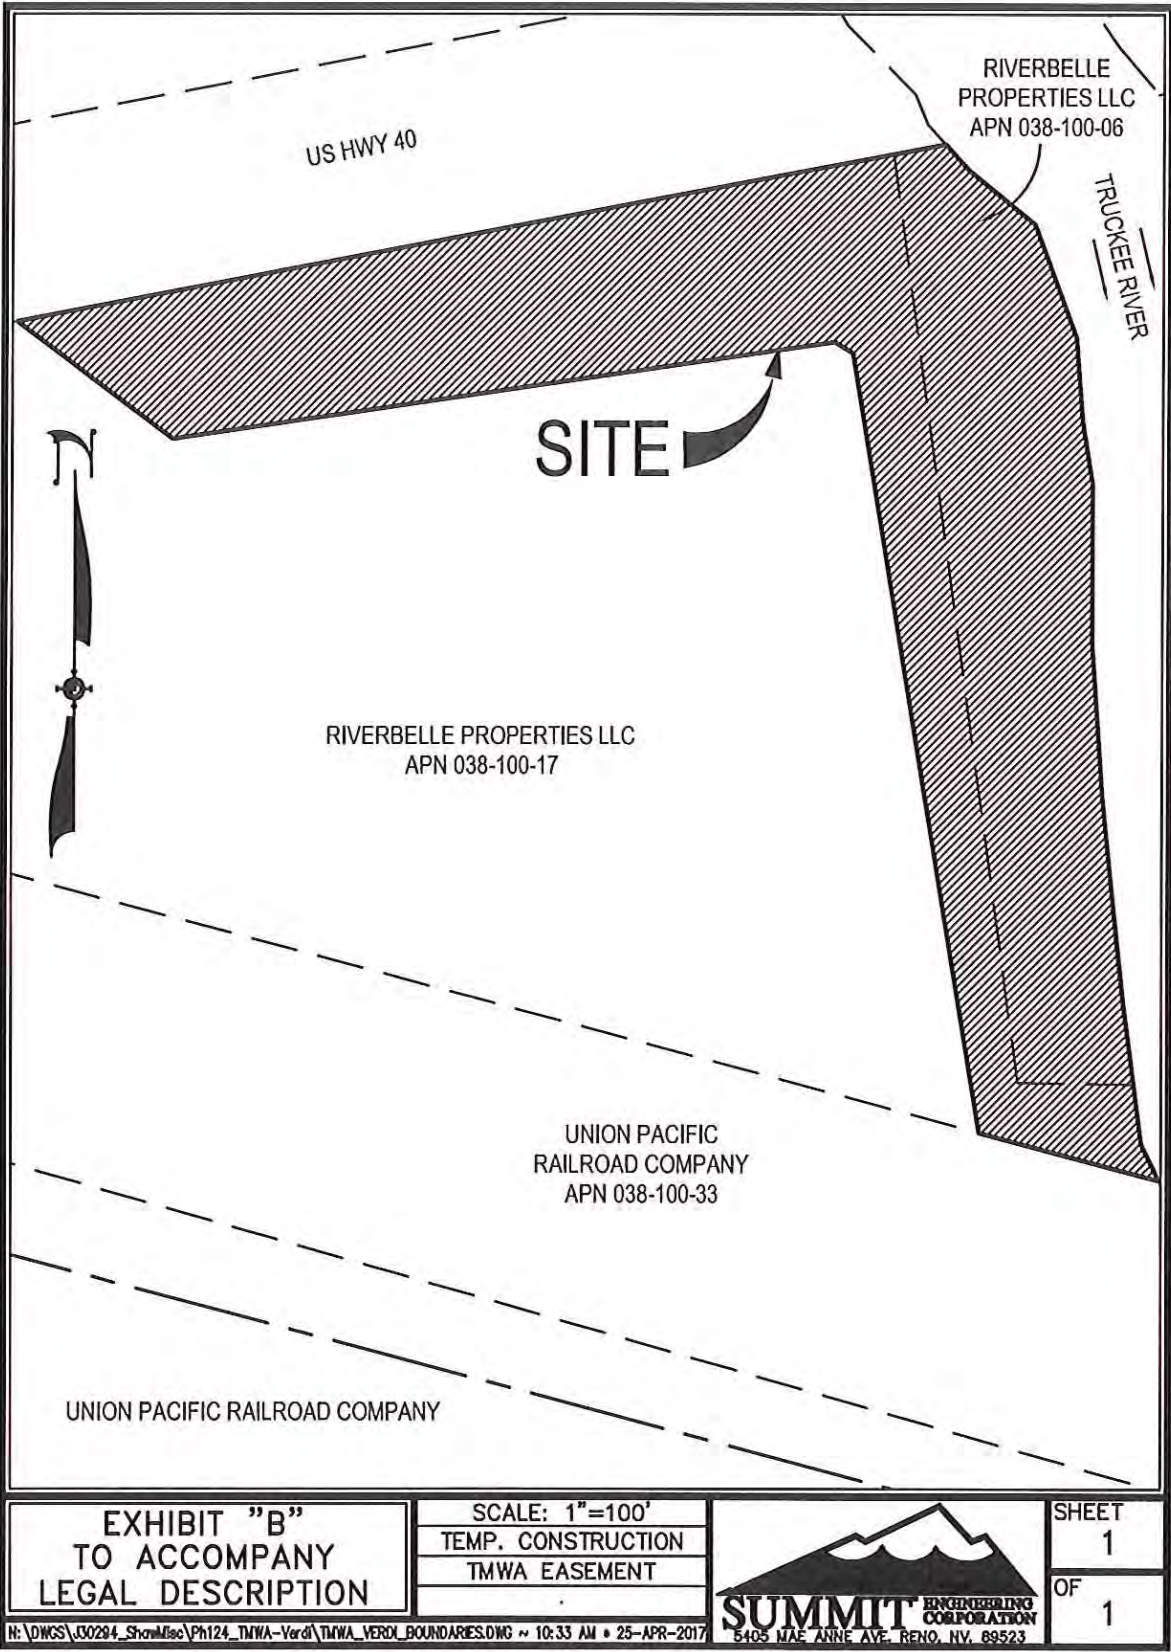 US HWY 40
RIVERBELLE
PROPERTIES LLC
APN 038-100-06
TRUCKEE RIVER
SITE
N
RIVERBELLE PROPERTIES LLC
APN 038-100-17
UNION PACIFIC
RAILROAD COMPANY
APN 038-100-33
UNION PACIFIC RAILROAD COMPANY
EXHIBIT "B"
TO ACCOMPANY
LEGAL DESCRIPTION
SCALE: 1"=100'
TEMP. CONSTRUCTION
TMWA EASEMENT
SUMMIT ENGINEERING
CORPORATION
5405 MAE ANNE AVE. RENO, NV. 89523
SHEET
1
OF
1
N:\DWGS\J30294_ShawMisc\Ph124_TMWA-Verdi\TMWA_VERDI_BOUNDARIES.DWG ~ 10:33 AM * 25-APR-2017